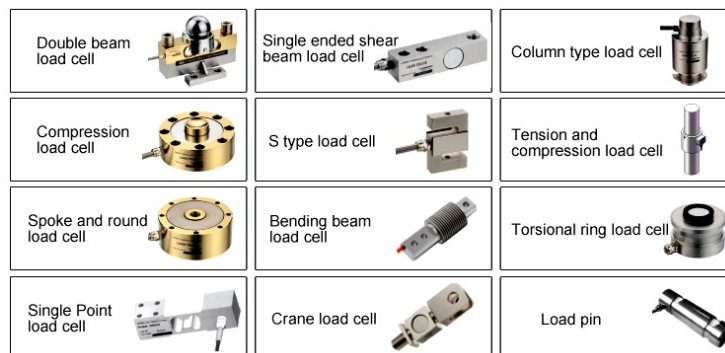 Double beam
load cell
Single ended shear
beam load cell
Column type load cell
Compression
load cell
S type load cell
Tension and
compression load cell
Spoke and round
load cell
Bending beam
load cell
Torsional ring load cell
Single Point
load cell
Crane load cell
Load pin